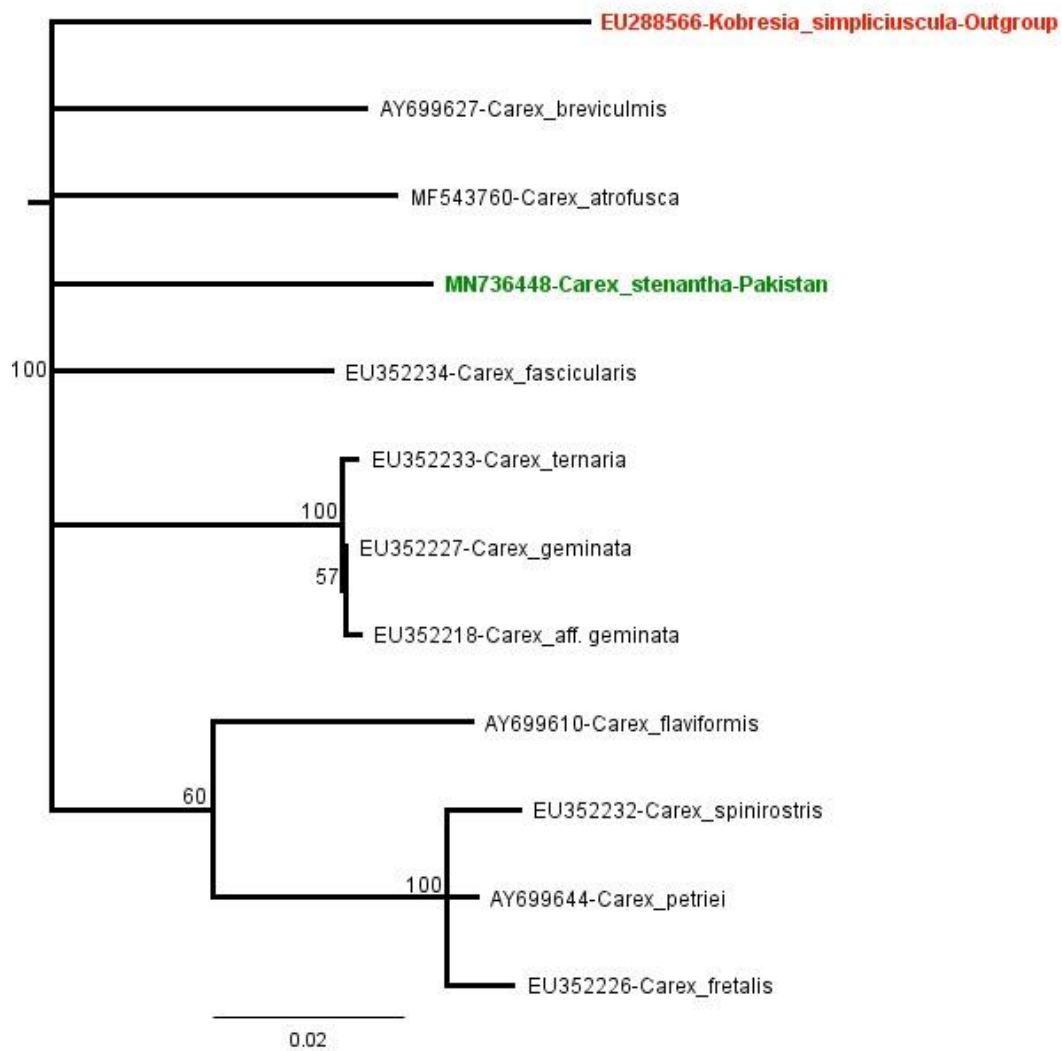 EU288566-Kobresia_simpliciuscula-Outgroup
AY699627-Carex_breviculmis
MF543760-Carex_atrofusca
MN736448-Carex_stenantha-Pakistan
100
EU352234-Carex_fascicularis
EU352233-Carex_ternaria
100
EU352227-Carex_geminata
57
EU352218-Carex_aff. geminata
AY699610-Carex_flaviformis
60
EU352232-Carex_spinirostris
100
AY699644-Carex_petriei
EU352226-Carex_fretalis
0.02